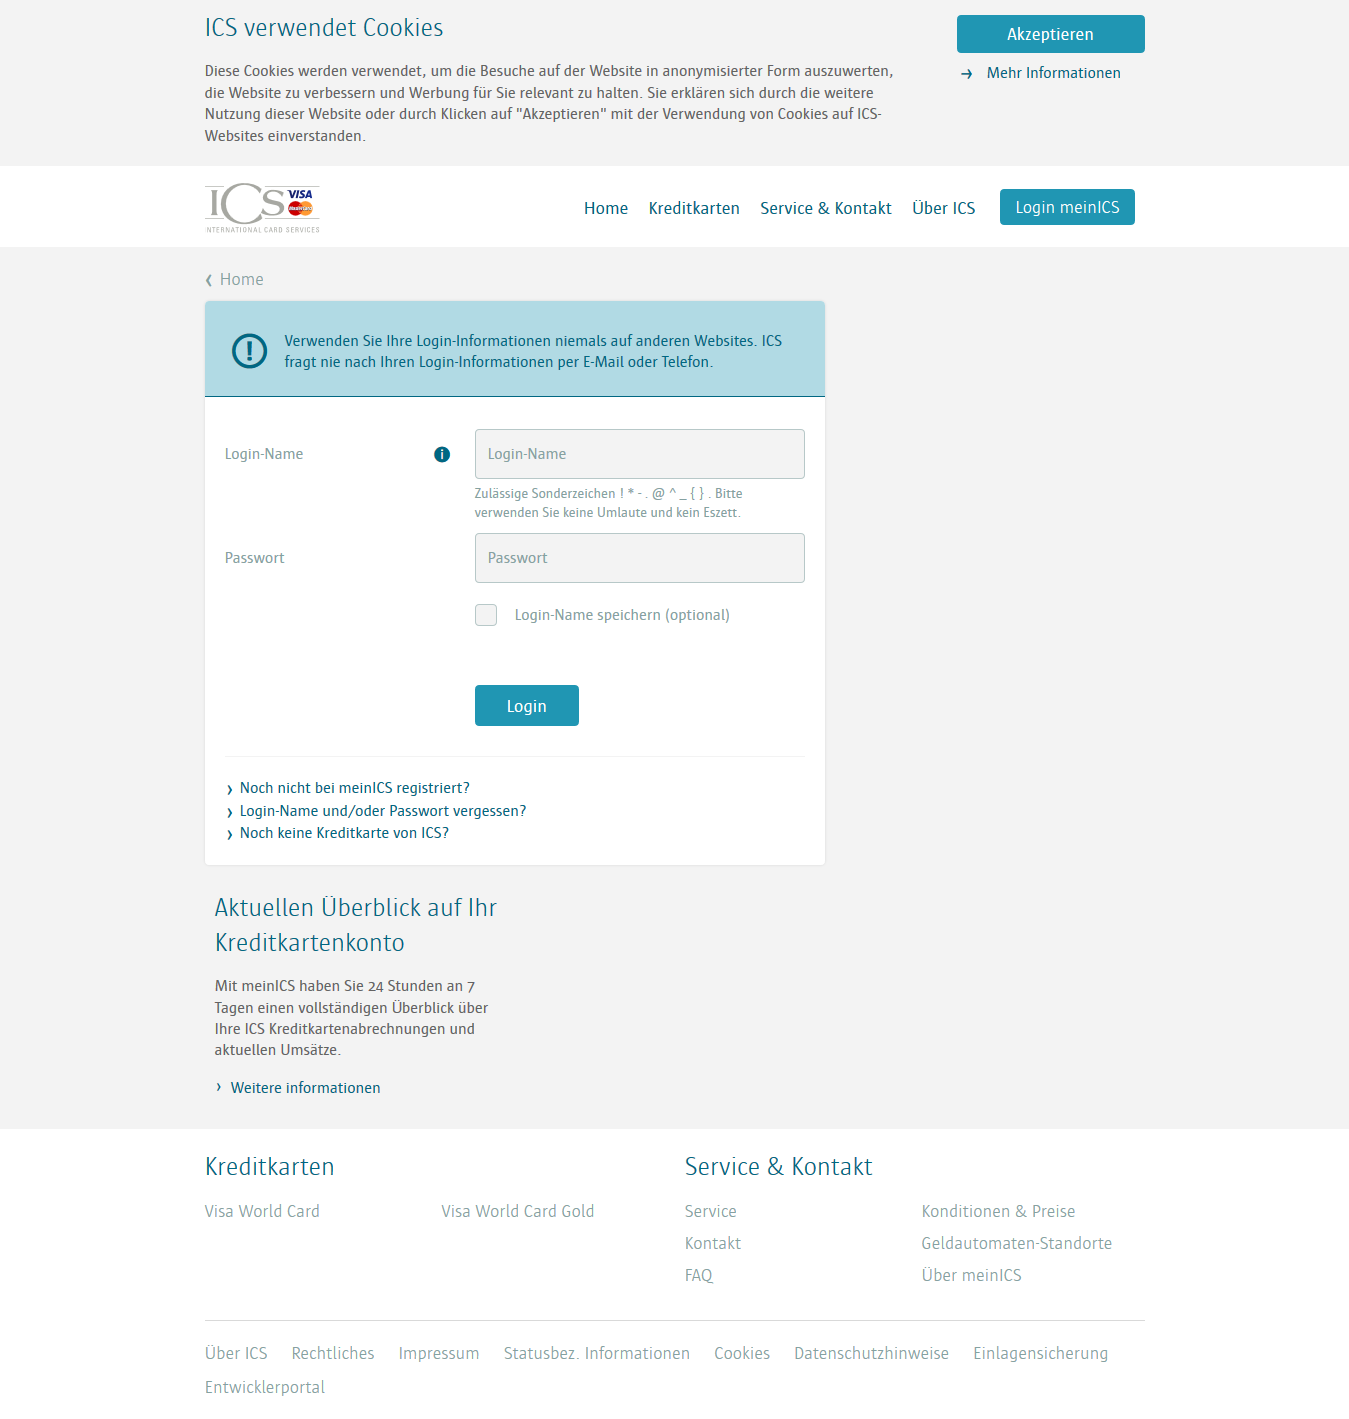 ICS verwendet Cookies
Diese Cookies werden verwendet, um die Besuche auf der Website in anonymisierter Form auszuwerten,
die Website zu verbessern und Werbung für Sie relevant zu halten. Sie erklären sich durch die weitere
Nutzung dieser Website oder durch Klicken auf "Akzeptieren" mit der Verwendung von Cookies auf ICS-
Websites einverstanden.
Akzeptieren
Mehr Informationen
ICS VISA MasterCard
INTERNATIONAL CARD SERVICES
Home Kreditkarten Service & Kontakt Über ICS Login meinICS
Home
Verwenden Sie Ihre Login-Informationen niemals auf anderen Websites. ICS
fragt nie nach Ihren Login-Informationen per E-Mail oder Telefon.
Login-Name
Login-Name
Zulässige Sonderzeichen ! * - . @ ^ _ { } . Bitte
verwenden Sie keine Umlaute und kein Eszett.
Passwort
Passwort
Login-Name speichern (optional)
Login
Noch nicht bei meinICS registriert?
Login-Name und/oder Passwort vergessen?
Noch keine Kreditkarte von ICS?
Aktuellen Überblick auf Ihr
Kreditkartenkonto
Mit meinICS haben Sie 24 Stunden an 7
Tagen einen vollständigen Überblick über
Ihre ICS Kreditkartenabrechnungen und
aktuellen Umsätze.
Weitere informationen
Kreditkarten
Visa World Card
Visa World Card Gold
Service & Kontakt
Service
Kontakt
FAQ
Konditionen & Preise
Geldautomaten-Standorte
Über meinICS
Über ICS Rechtliches Impressum Statusbez. Informationen Cookies Datenschutzhinweise Einlagensicherung
Entwicklerportal